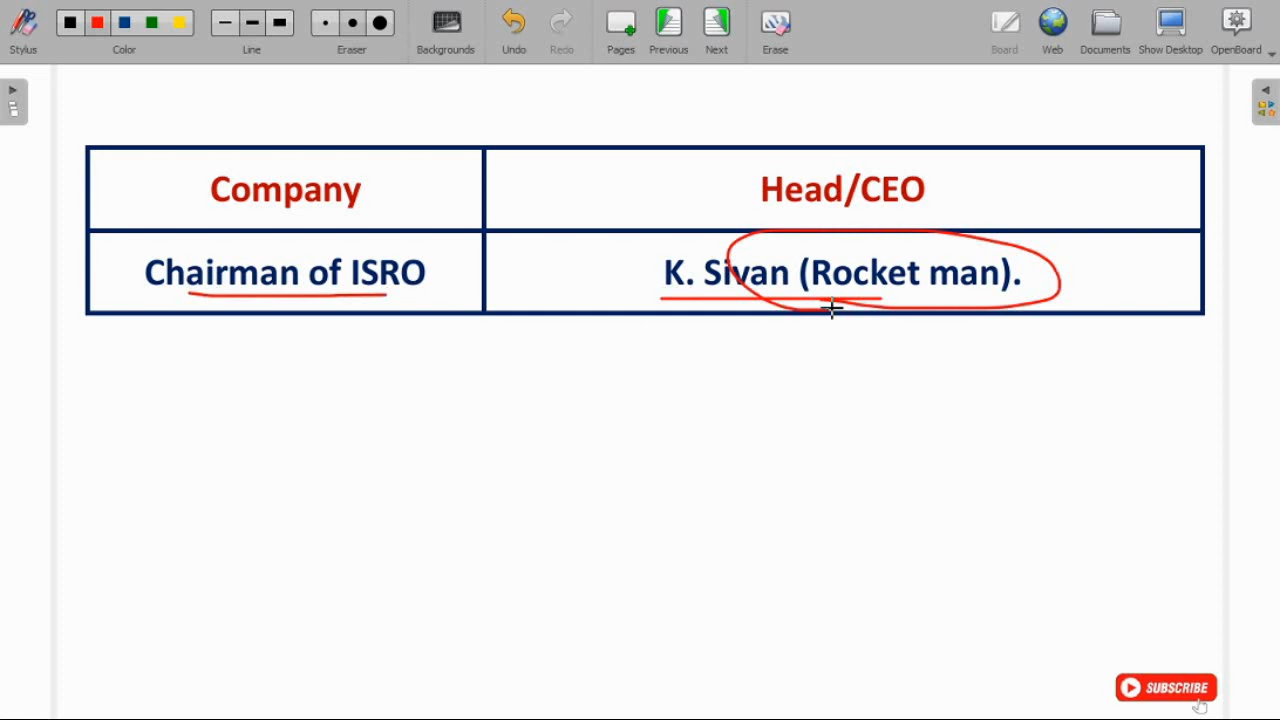 Stylus Color Line Eraser Backgrounds Undo Redo Pages Previous Next Erase Board Web Documents Show Desktop OpenBoard
Company Head/CEO
Chairman of ISRO K. Sivan (Rocket man).
SUBSCRIBE